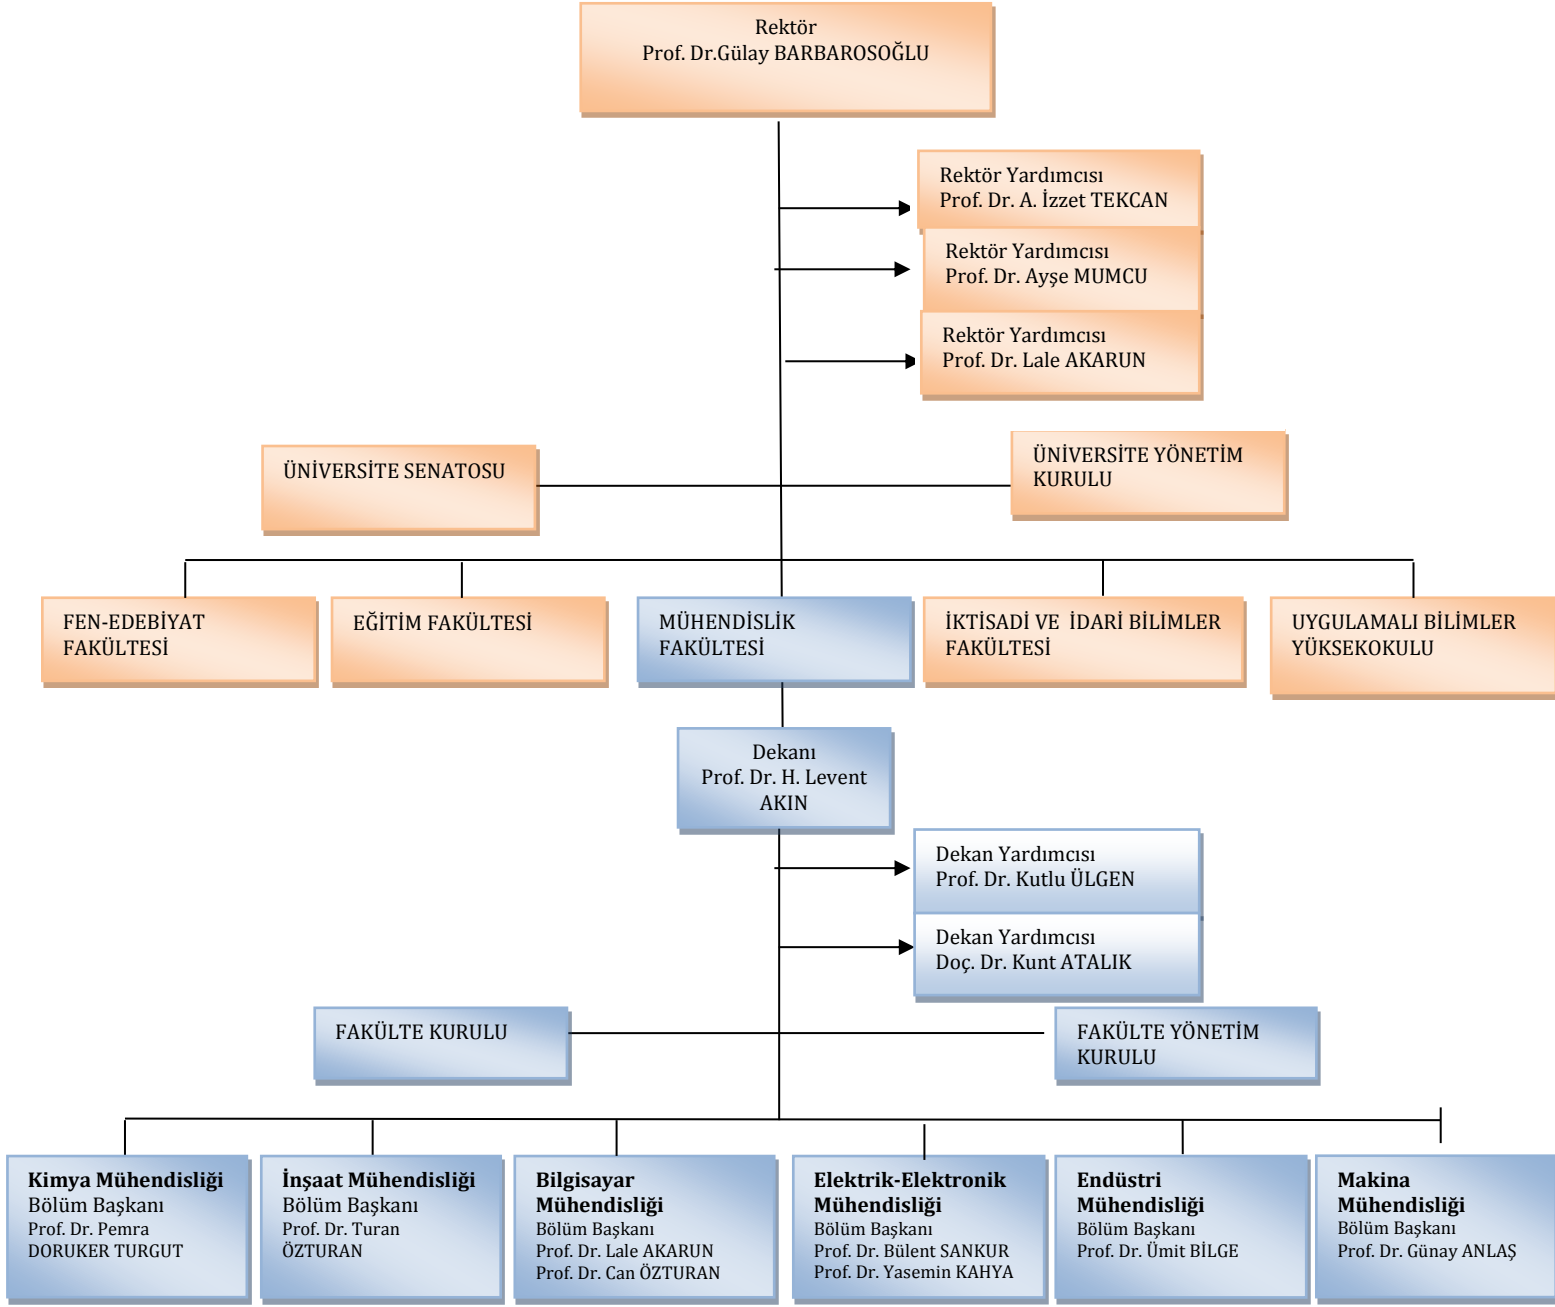 Rektör
Prof. Dr.Gülay BARBAROSOĞLU
Rektör Yardımcısı
Prof. Dr. A. İzzet TEKCAN
Rektör Yardımcısı
Prof. Dr. Ayşe MUMCU
Rektör Yardımcısı
Prof. Dr. Lale AKARUN
ÜNİVERSİTE SENATOSU
ÜNİVERSİTE YÖNETİM
KURULU
FEN-EDEBİYAT
FAKÜLTESİ
EĞİTİM FAKÜLTESİ
MÜHENDİSLİK
FAKÜLTESİ
İKTİSADİ VE İDARİ BİLİMLER
FAKÜLTESİ
UYGULAMALI BİLİMLER
YÜKSEKOKULU
Dekanı
Prof. Dr. H. Levent
AKIN
Dekan Yardımcısı
Prof. Dr. Kutlu ÜLGEN
Dekan Yardımcısı
Doç. Dr. Kunt ATALIK
FAKÜLTE KURULU
FAKÜLTE YÖNETİM
KURULU
Kimya Mühendisliği
Bölüm Başkanı
Prof. Dr. Pemra
DORUKER TURGUT
İnşaat Mühendisliği
Bölüm Başkanı
Prof. Dr. Turan
ÖZTURAN
Bilgisayar
Mühendisliği
Bölüm Başkanı
Prof. Dr. Lale AKARUN
Prof. Dr. Can ÖZTURAN
Elektrik-Elektronik
Mühendisliği
Bölüm Başkanı
Prof. Dr. Bülent SANKUR
Prof. Dr. Yasemin KAHYA
Endüstri
Mühendisliği
Bölüm Başkanı
Prof. Dr. Ümit BİLGE
Makina
Mühendisliği
Bölüm Başkanı
Prof. Dr. Günay ANLAŞ